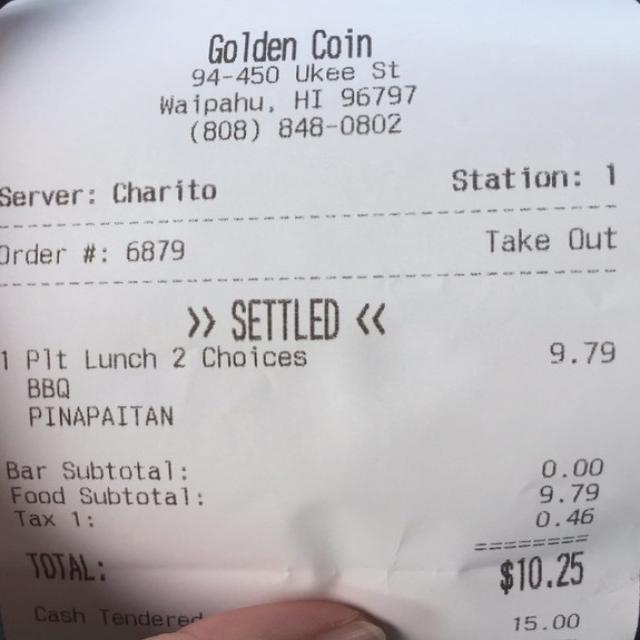 Golden Coin
94-450 Ukee St
Waipahu, HI 96797
(808) 848-0802
Server: Charito Station: 1
Order #: 6879 Take Out
>> SETTLED <<
1 Plt Lunch 2 Choices 9.79
BBQ
PINAPAITAN
Bar Subtotal: 0.00
Food Subtotal: 9.79
Tax 1: 0.46
========
TOTAL: $10.25
Cash Tendered 15.00